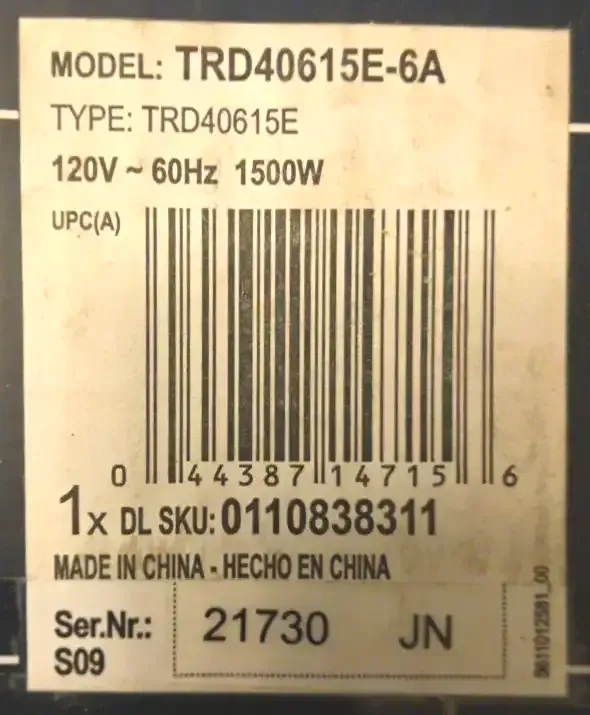 MODEL: TRD40615E-6A
TYPE: TRD40615E
120V ~ 60Hz 1500W
UPC(A)
0 44387 14715 6
1x DL SKU: 0110838311
MADE IN CHINA - HECHO EN CHINA
Ser.Nr.: 21730 JN
S09